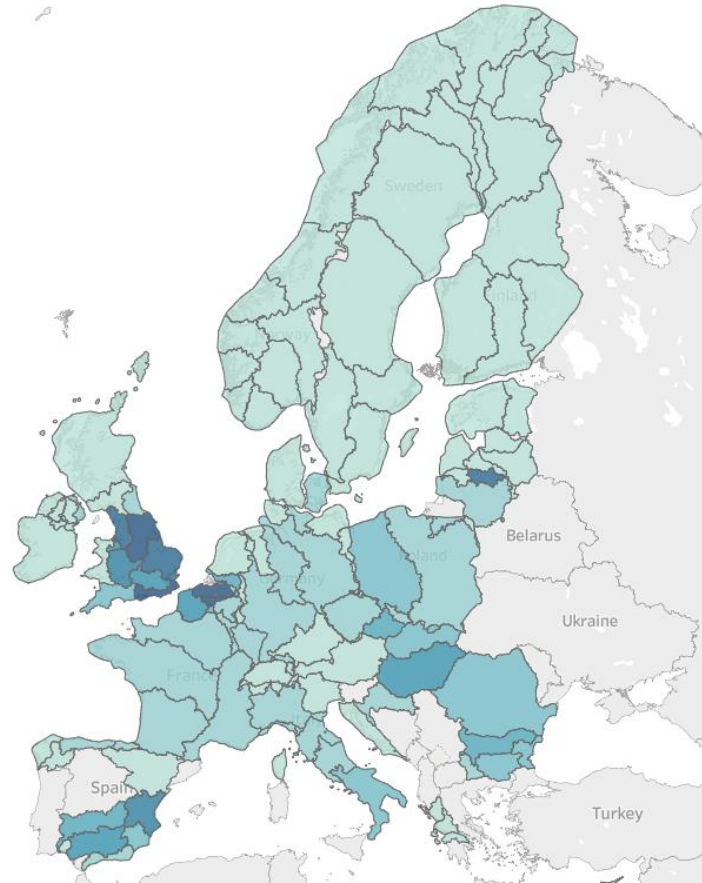 Sweden
Finland
Norway
Belarus
Poland
Germany
Ukraine
France
Spain
Turkey